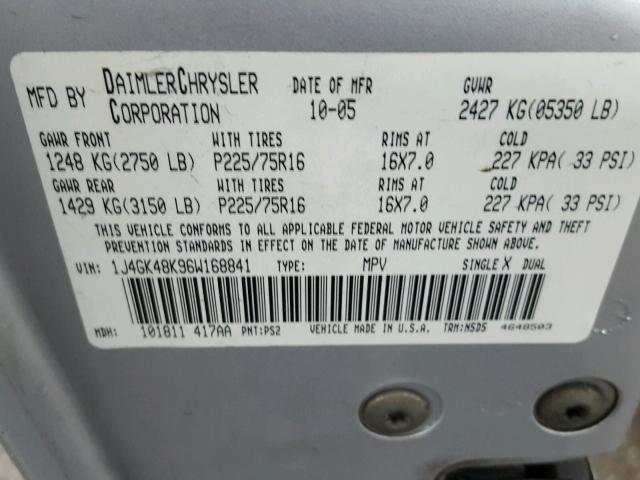 MFD BY DAIMLERCHRYSLER CORPORATION DATE OF MFR 10-05 GVWR 2427 KG(05350 LB)
GAWR FRONT WITH TIRES RIMS AT COLD
1248 KG(2750 LB) P225/75R16 16X7.0 227 KPA( 33 PSI)
GAWR REAR WITH TIRES RIMS AT COLD
1429 KG(3150 LB) P225/75R16 16X7.0 227 KPA( 33 PSI)
THIS VEHICLE CONFORMS TO ALL APPLICABLE FEDERAL MOTOR VEHICLE SAFETY AND THEFT
PREVENTION STANDARDS IN EFFECT ON THE DATE OF MANUFACTURE SHOWN ABOVE.
VIN: 1J4GK48K96W168841 TYPE: MPV SINGLE X DUAL
MDH: 101811 417AA PNT:PS2 VEHICLE MADE IN U.S.A. TRM:N5D5 4648503